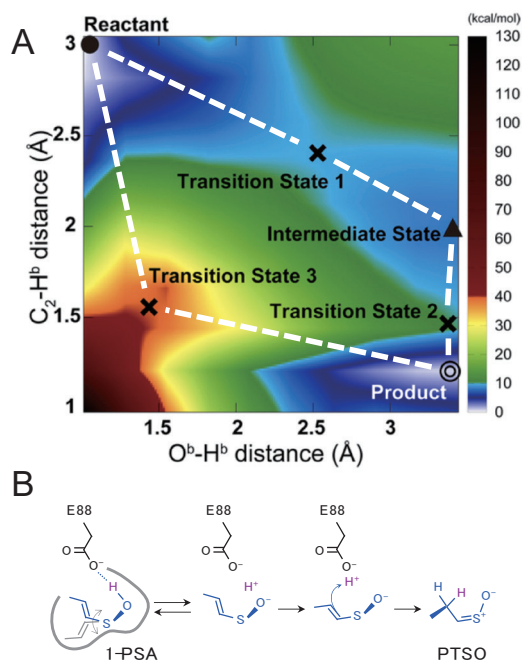 A
Reactant
(kcal/mol)
3
2.5
2
1.5
1
C₂-Hᵇ distance (Å)
Transition State 1
Intermediate State
Transition State 3
Transition State 2
Product
1.5
2
2.5
3
Oᵇ-Hᵇ distance (Å)
130
120
110
100
90
80
70
60
50
40
30
20
10
0
B
E88
E88
E88
O
O⁻
O
O⁻
O
O⁻
H
O
S
S
H⁺
O⁻
S
H⁺
O⁻
S
H
H
O⁻
S⁺
1-PSA
PTSO